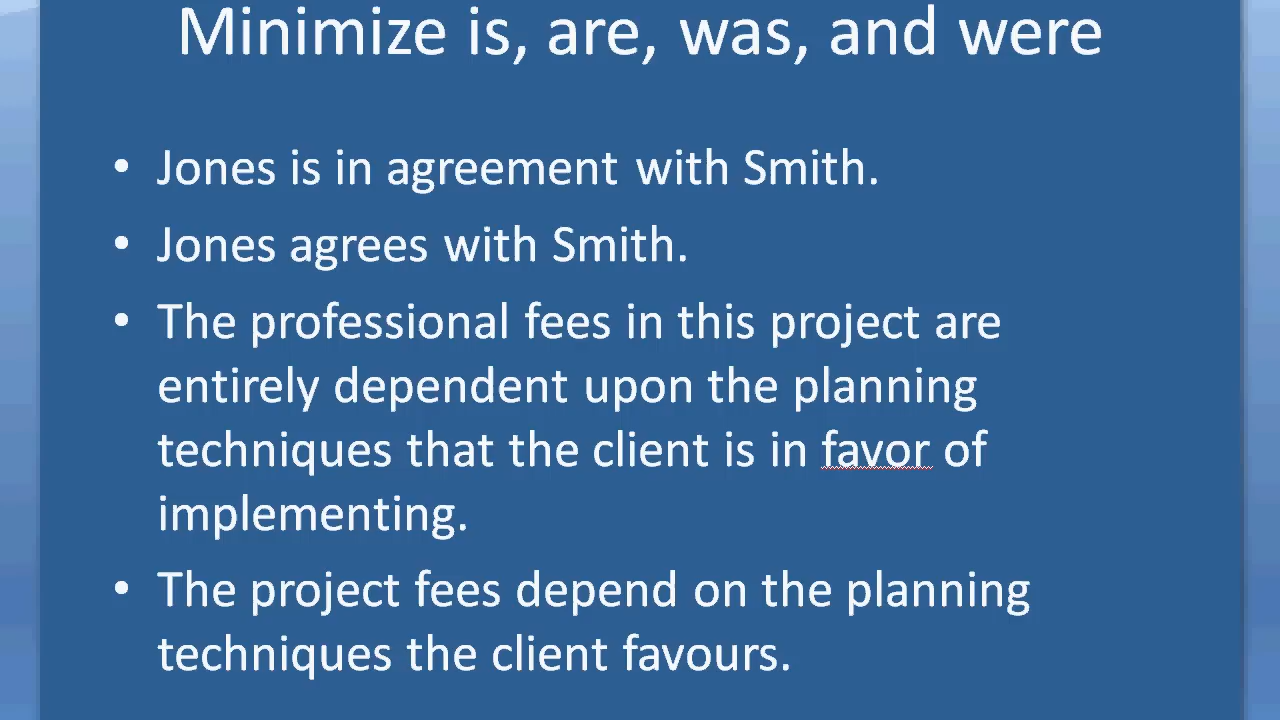 Minimize is, are, was, and were
• Jones is in agreement with Smith.
• Jones agrees with Smith.
• The professional fees in this project are
entirely dependent upon the planning
techniques that the client is in favor of
implementing.
• The project fees depend on the planning
techniques the client favours.